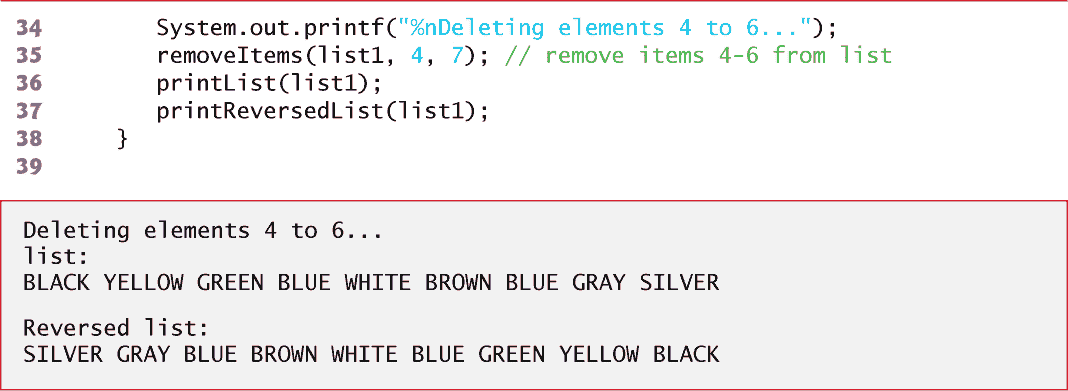 34 System.out.printf("%nDeleting elements 4 to 6...");
35 removeItems(list1, 4, 7); // remove items 4-6 from list
36 printList(list1);
37 printReversedList(list1);
38 }
39
Deleting elements 4 to 6...
list:
BLACK YELLOW GREEN BLUE WHITE BROWN BLUE GRAY SILVER
Reversed list:
SILVER GRAY BLUE BROWN WHITE BLUE GREEN YELLOW BLACK